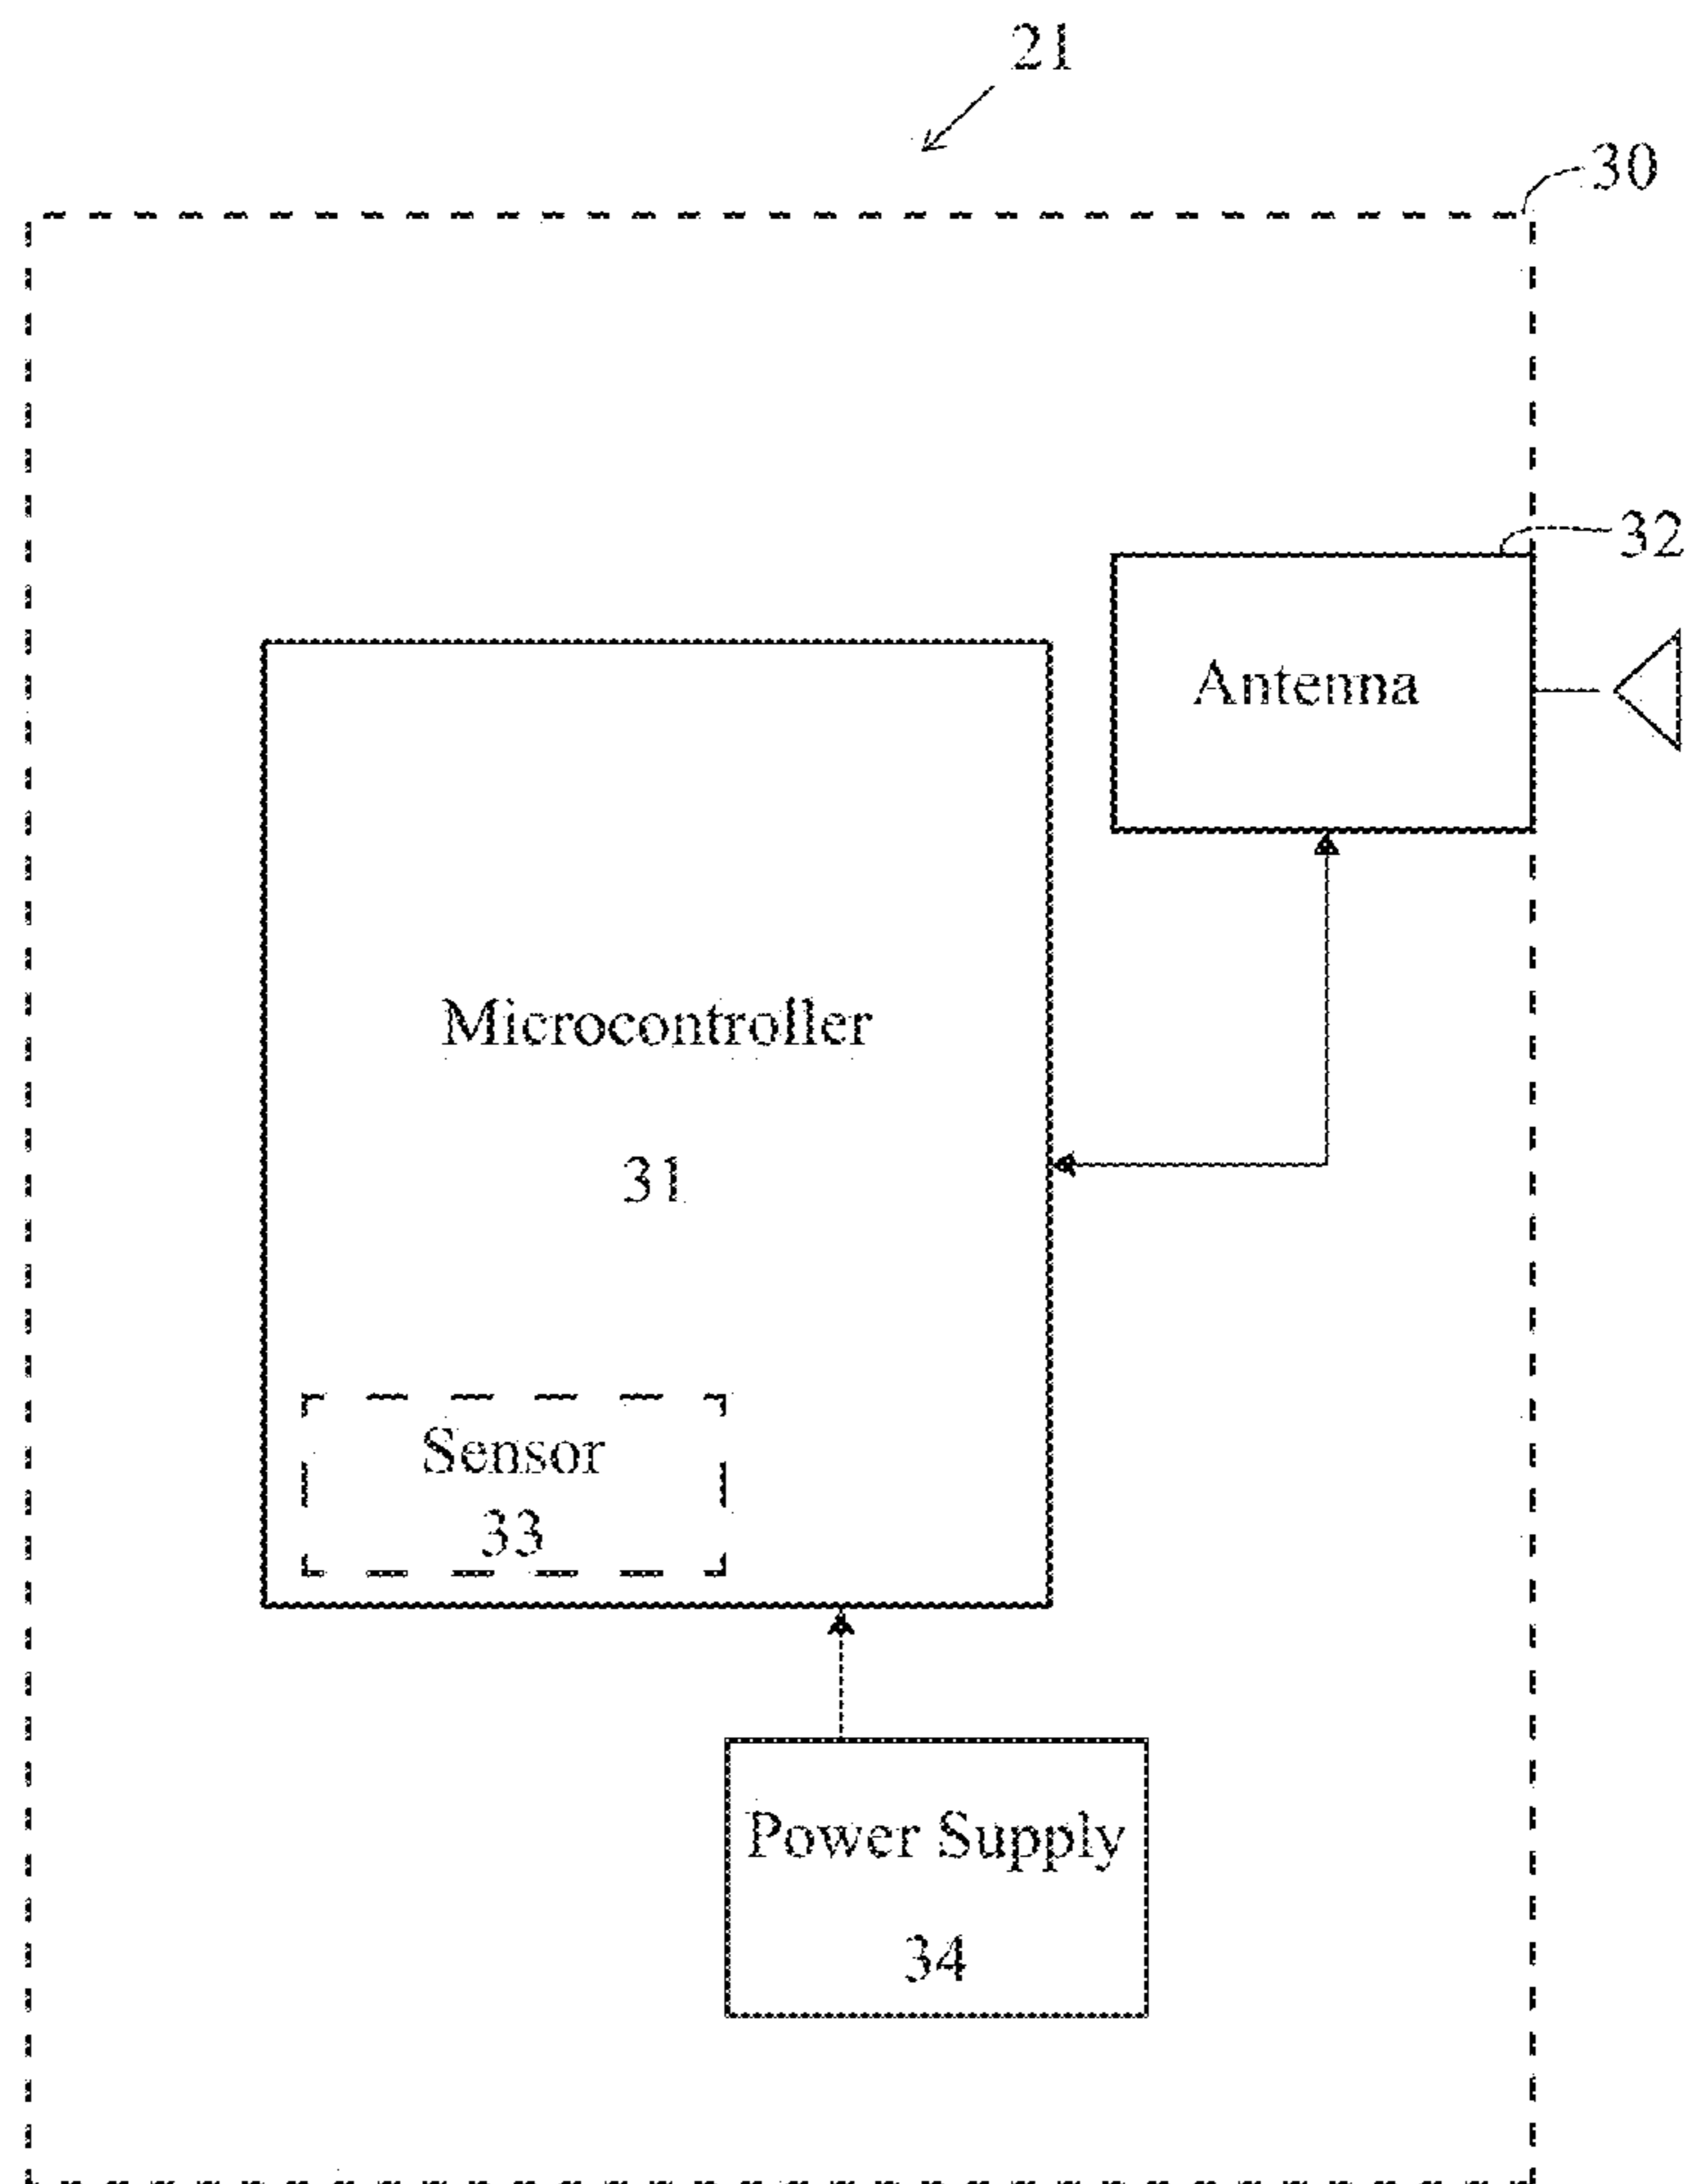 21
30
32
Antenna
Microcontroller
31
Sensor
33
Power Supply
34